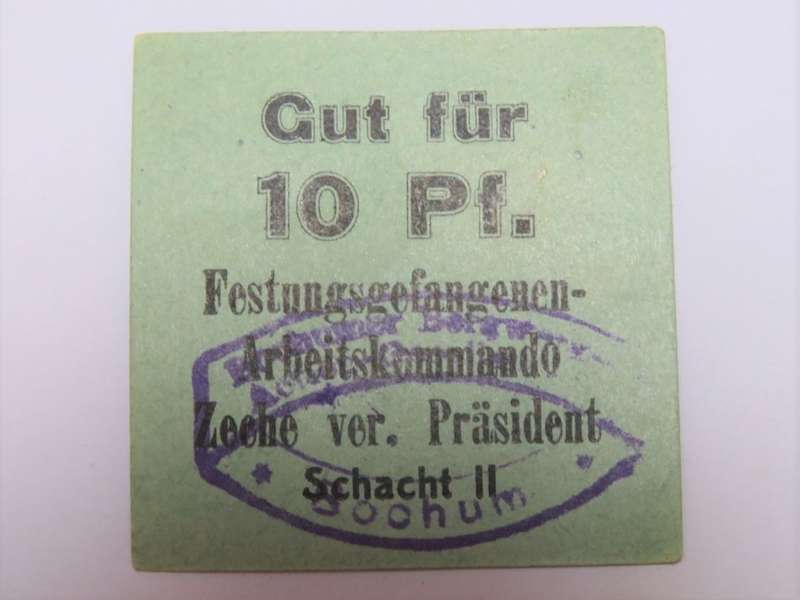 Gut für
10 Pf.
Festungsgefangenen-
Arbeitskommando
Zeche ver. Präsident
Schacht II
Bochum